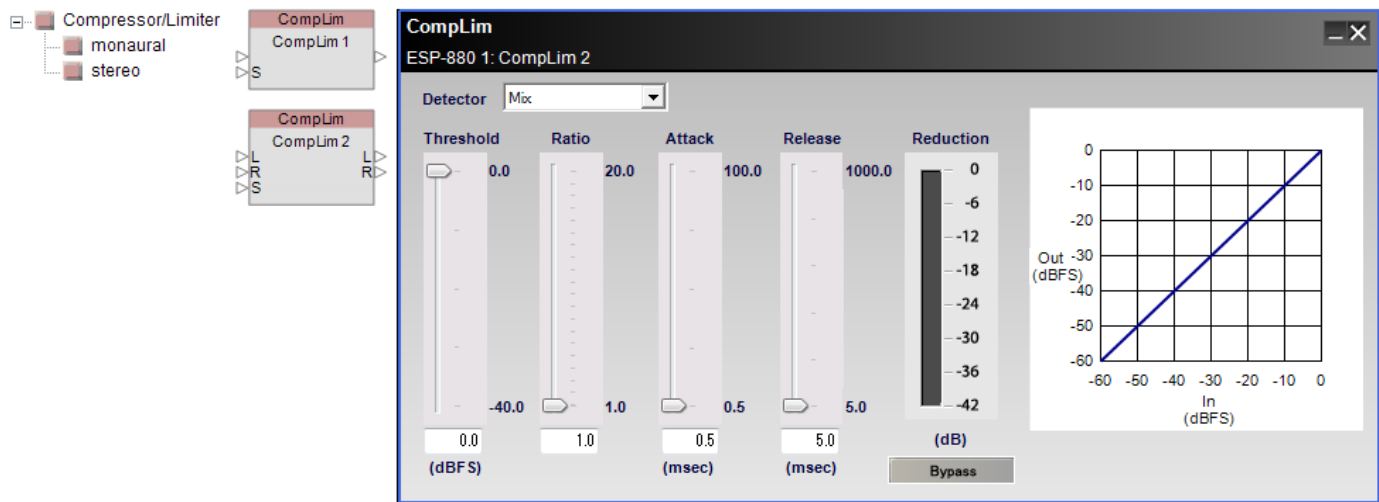 Compressor/Limiter
monaural
stereo
CompLim
CompLim 1
S
CompLim
CompLim 2
L L
R R
S
CompLim
ESP-880 1: CompLim 2
Detector Mix
Threshold Ratio Attack Release Reduction
0.0 20.0 100.0 1000.0 0
-6
-12
-18
-24
-30
-36
-40.0 1.0 0.5 5.0 -42
0.0 1.0 0.5 5.0 (dB)
(dBFS) (msec) (msec) Bypass
0
-10
-20
Out -30
(dBFS) -40
-50
-60
-60 -50 -40 -30 -20 -10 0
In
(dBFS)